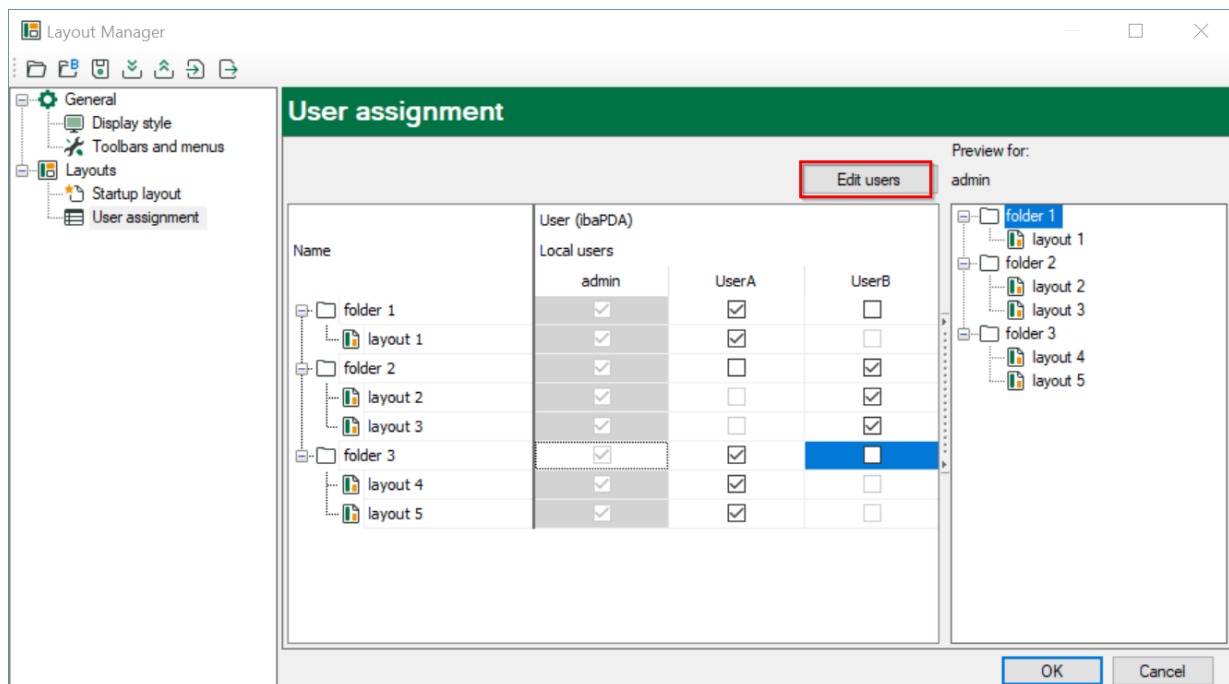 Layout Manager
General
Display style
Toolbars and menus
Layouts
Startup layout
User assignment
User assignment
Edit users
Preview for:
admin
Name
User (ibaPDA)
Local users
admin UserA UserB
folder 1
layout 1
folder 2
layout 2
layout 3
folder 3
layout 4
layout 5
folder 1
layout 1
folder 2
layout 2
layout 3
folder 3
layout 4
layout 5
OK Cancel